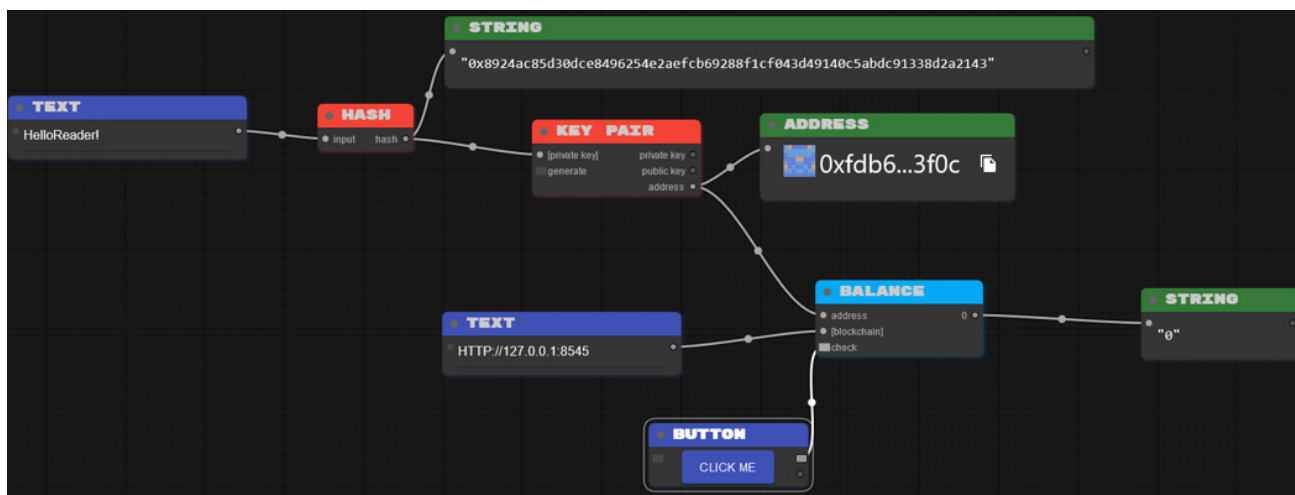 STRING
"0x8924ac85d30dce8496254e2aefcb69288f1cf043d49140c5abdc91338d2a2143"
TEXT
HelloReader!
HASH
input hash
KEY PAIR
[private key] private key
generate public key
address
ADDRESS
0xfdb6...3f0c
BALANCE
address 0
[blockchain]
check
STRING
"0"
TEXT
HTTP://127.0.0.1:8545
BUTTON
CLICK ME